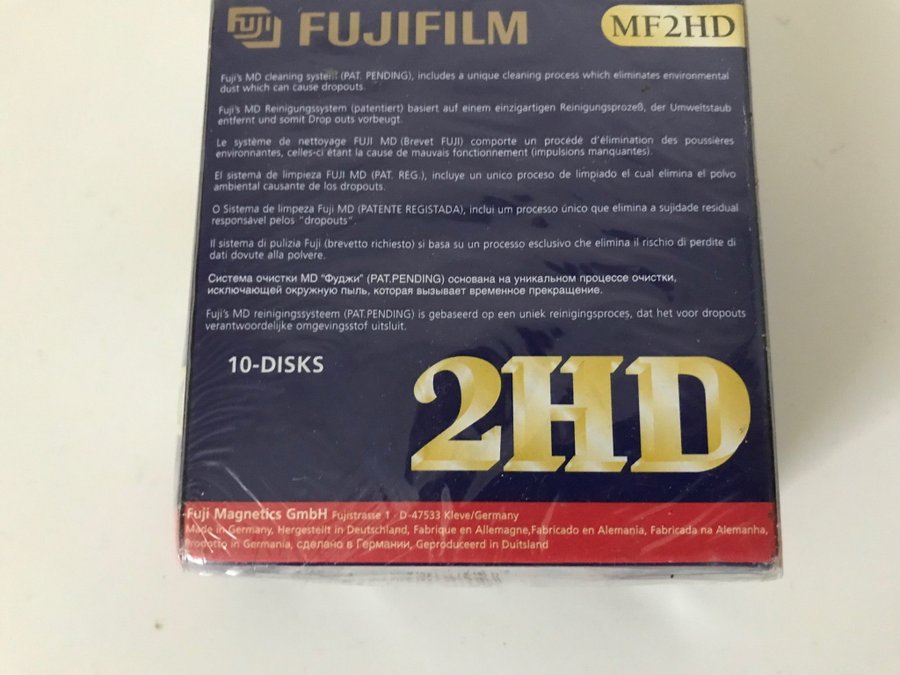 Fuji FUJIFILM MF2HD
Fuji's MD cleaning system (PAT. PENDING), includes a unique cleaning process which eliminates environmental
dust which can cause dropouts.
Fuji's MD Reinigungssystem (patentiert) basiert auf einem einzigartigen Reinigungsprozeß, der Umweltstaub
entfernt und somit Drop outs vorbeugt.
Le système de nettoyage FUJI MD (Brevet FUJI) comporte un procédé d'élimination des poussières
environnantes, celles-ci étant la cause de mauvais fonctionnement (impulsions manquantes).
El sistema de limpieza FUJI MD (PAT. REG.), incluye un unico proceso de limpiado el cual elimina el polvo
ambiental causante de los dropouts.
O Sistema de limpeza Fuji MD (PATENTE REGISTADA), inclui um processo único que elimina a sujidade residual
responsável pelos "dropouts".
Il sistema di pulizia Fuji (brevetto richiesto) si basa su un processo esclusivo che elimina il rischio di perdite di
dati dovute alla polvere.
Система очистки MD "Фуджи" (PAT.PENDING) основана на уникальном процессе очистки,
исключающей окружную пыль, которая вызывает временное прекращение.
Fuji's MD reinigingssysteem (PAT.PENDING) is gebaseerd op een uniek reinigingsproces, dat het voor dropouts
verantwoordelijke omgevingsstof uitsluit.
10-DISKS
2HD
Fuji Magnetics GmbH Fujistrasse 1 · D-47533 Kleve/Germany
Made in Germany, Hergestellt in Deutschland, Fabrique en Allemagne,Fabricado en Alemania, Fabricada na Alemanha,
Prodotto in Germania, сделано в Германии, Geproduceerd in Duitsland